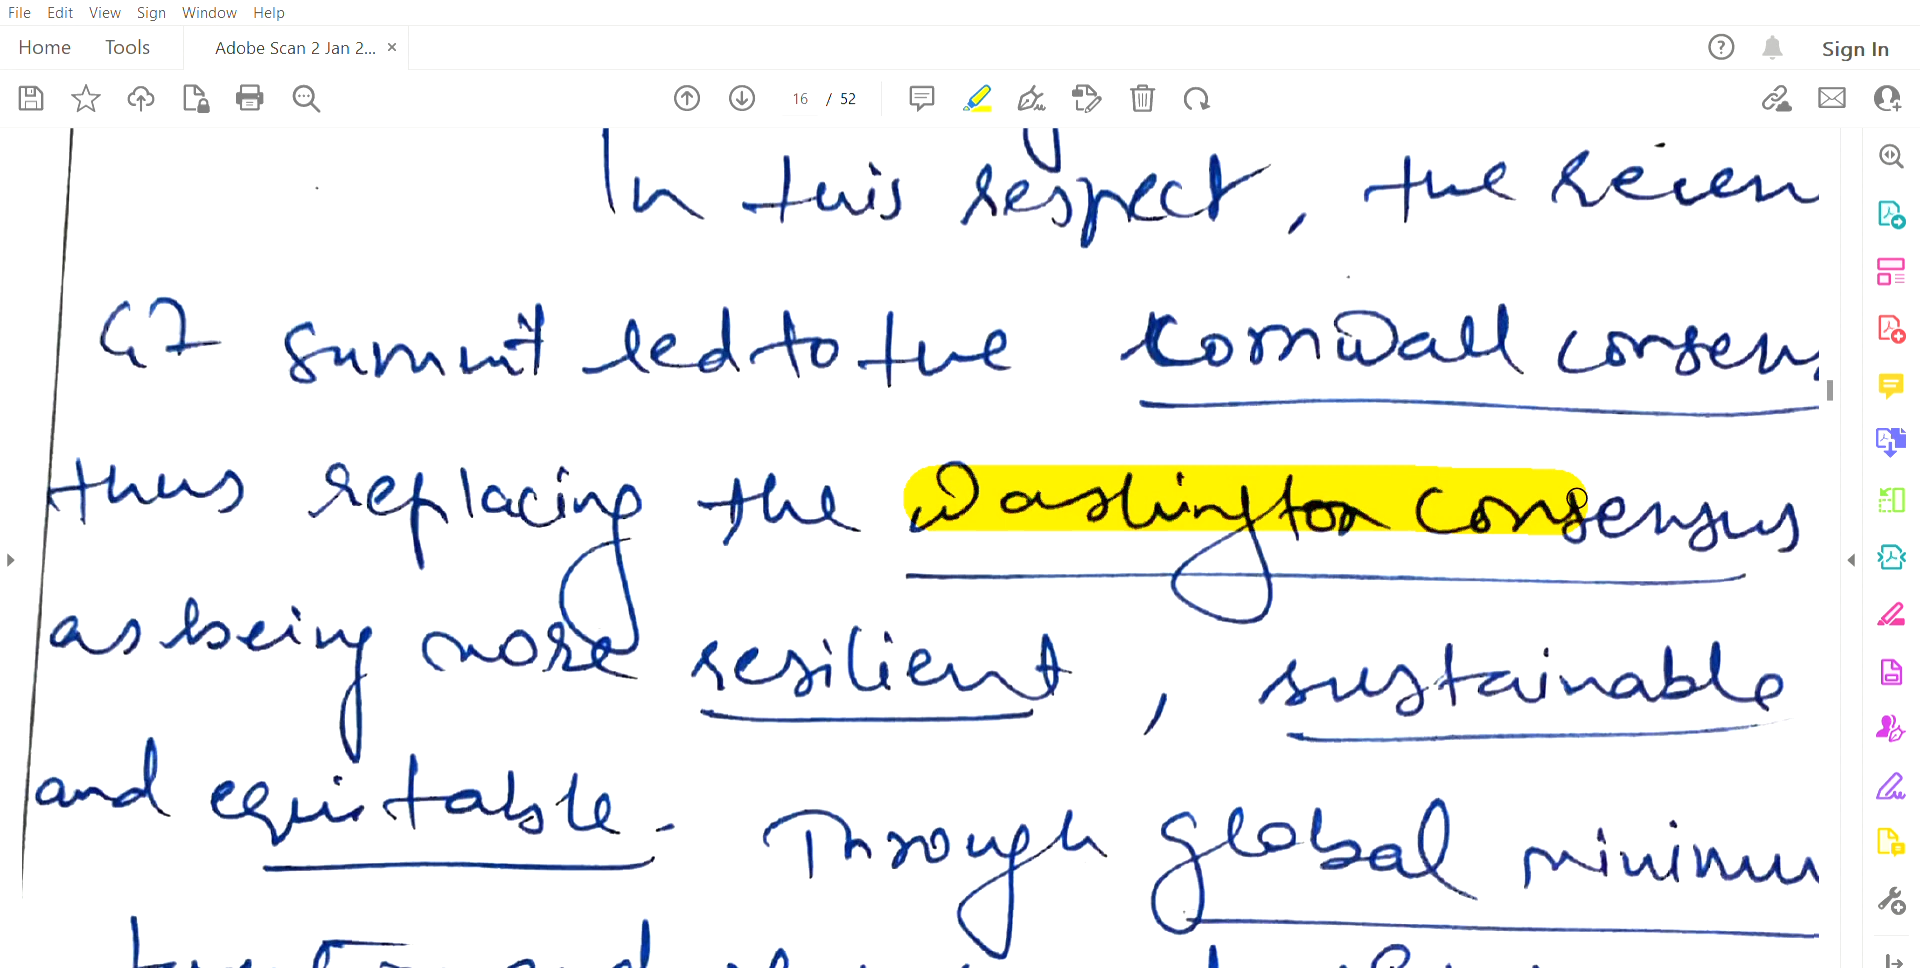 File Edit View Sign Window Help
Home Tools Adobe Scan 2 Jan 2... × Sign In
16 / 52
In this respect, the recen
G7 summit led to the Cornwall consen
thus replacing the Washington Consensus
as being more resilient, sustainable
and equitable. Through global minimu